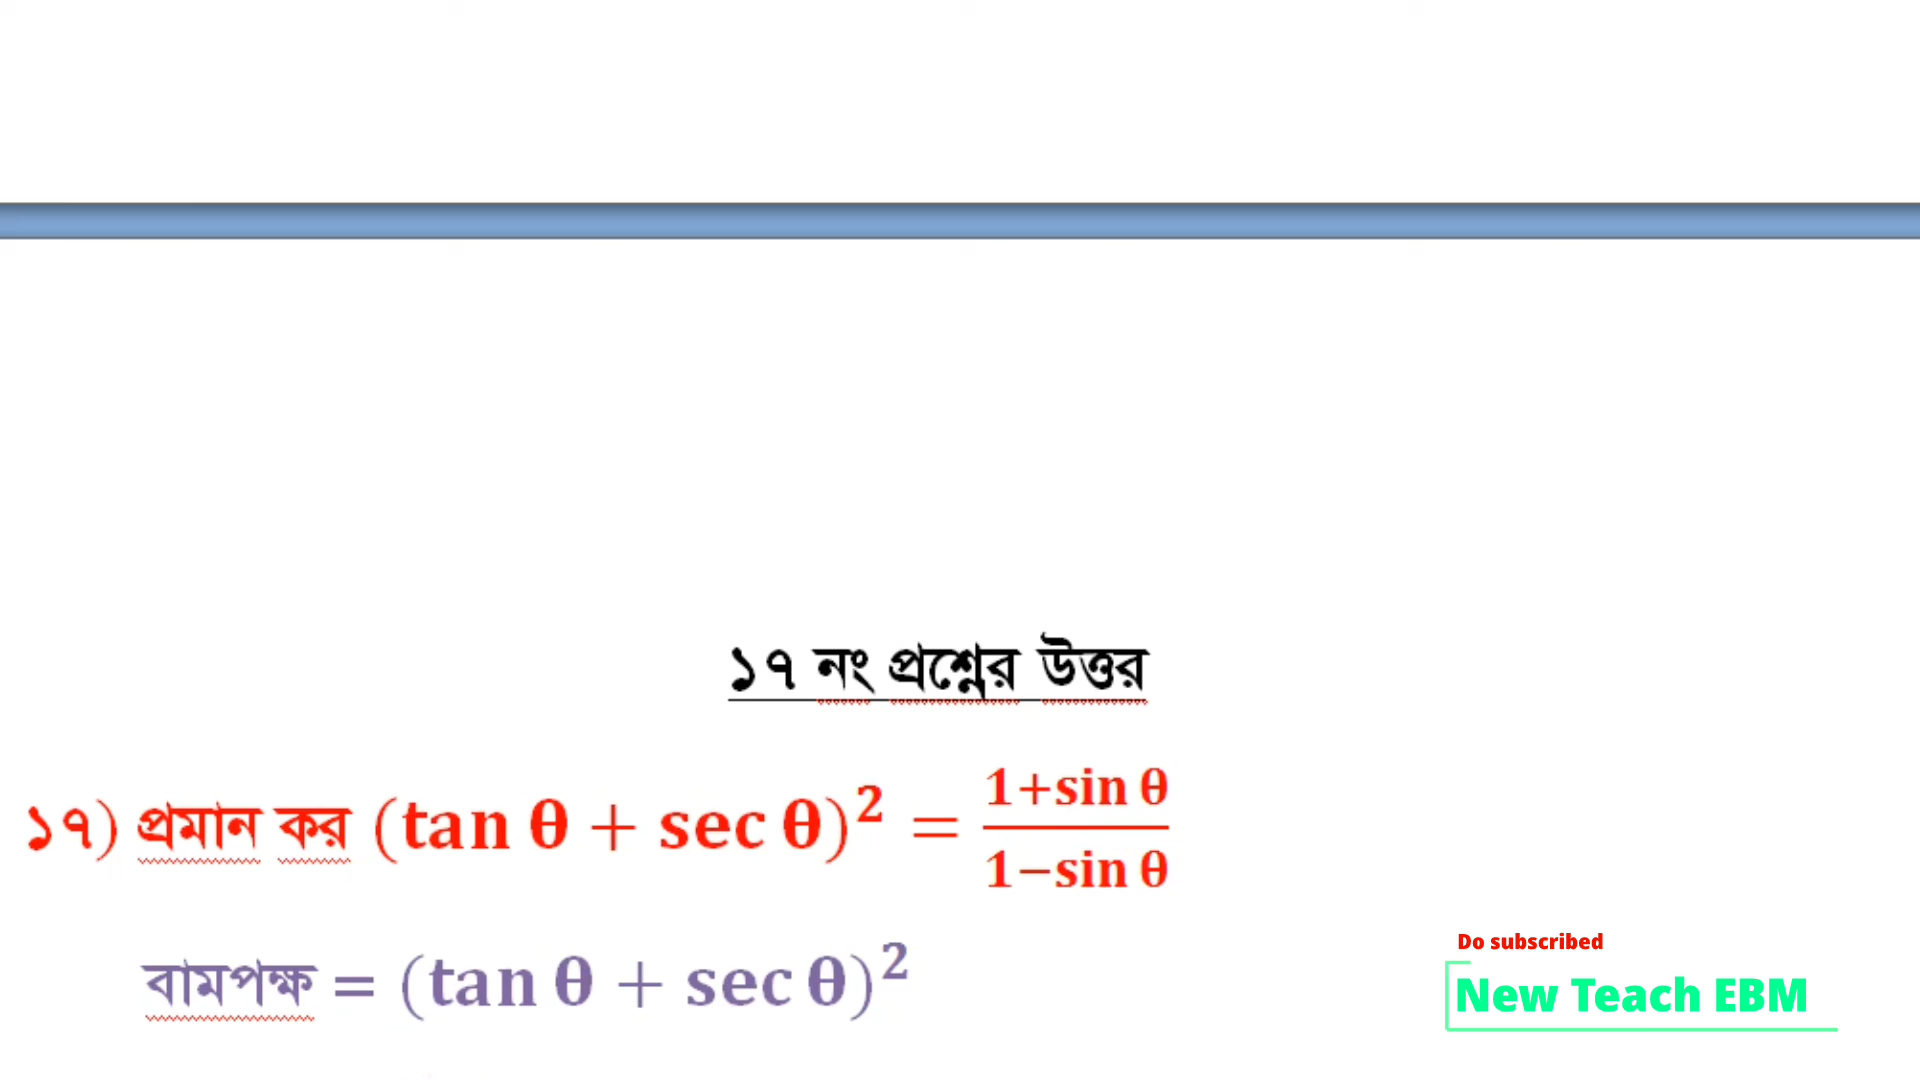 ১৭ নং প্রশ্নের উত্তর
১৭) প্রমান কর (tan θ + sec θ)² = (1+sin θ)/(1−sin θ)
বামপক্ষ = (tan θ + sec θ)²
Do subscribed
New Teach EBM